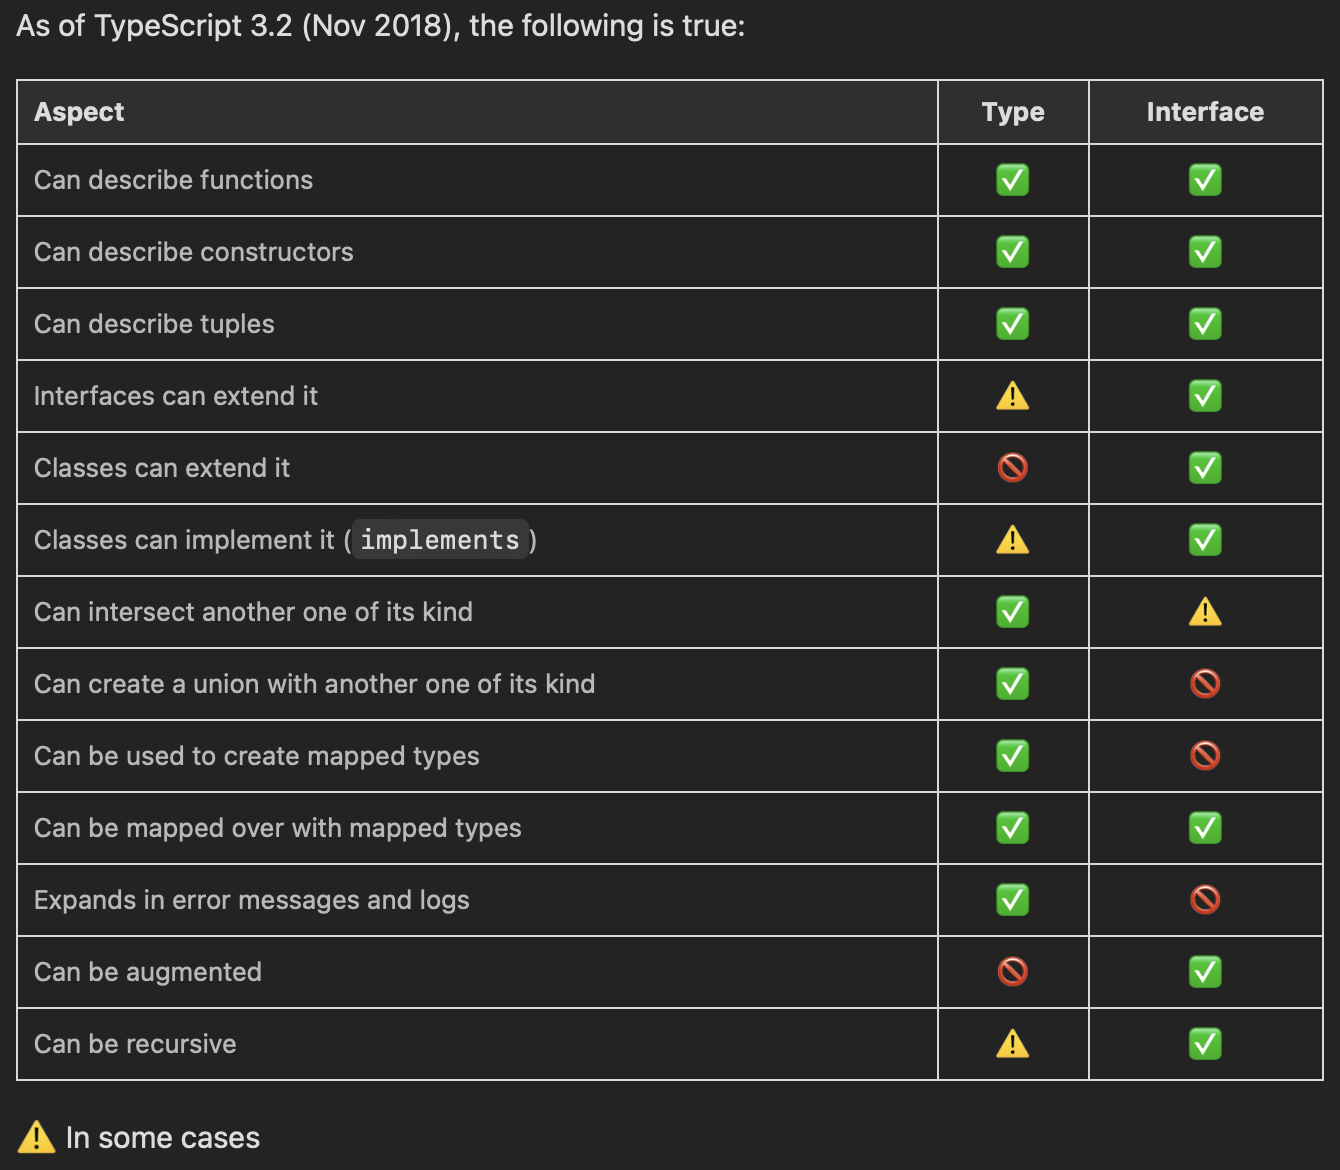 As of TypeScript 3.2 (Nov 2018), the following is true:
Aspect Type Interface
Can describe functions ✅ ✅
Can describe constructors ✅ ✅
Can describe tuples ✅ ✅
Interfaces can extend it ⚠️ ✅
Classes can extend it 🚫 ✅
Classes can implement it (implements) ⚠️ ✅
Can intersect another one of its kind ✅ ⚠️
Can create a union with another one of its kind ✅ 🚫
Can be used to create mapped types ✅ 🚫
Can be mapped over with mapped types ✅ ✅
Expands in error messages and logs ✅ 🚫
Can be augmented 🚫 ✅
Can be recursive ⚠️ ✅
⚠️ In some cases